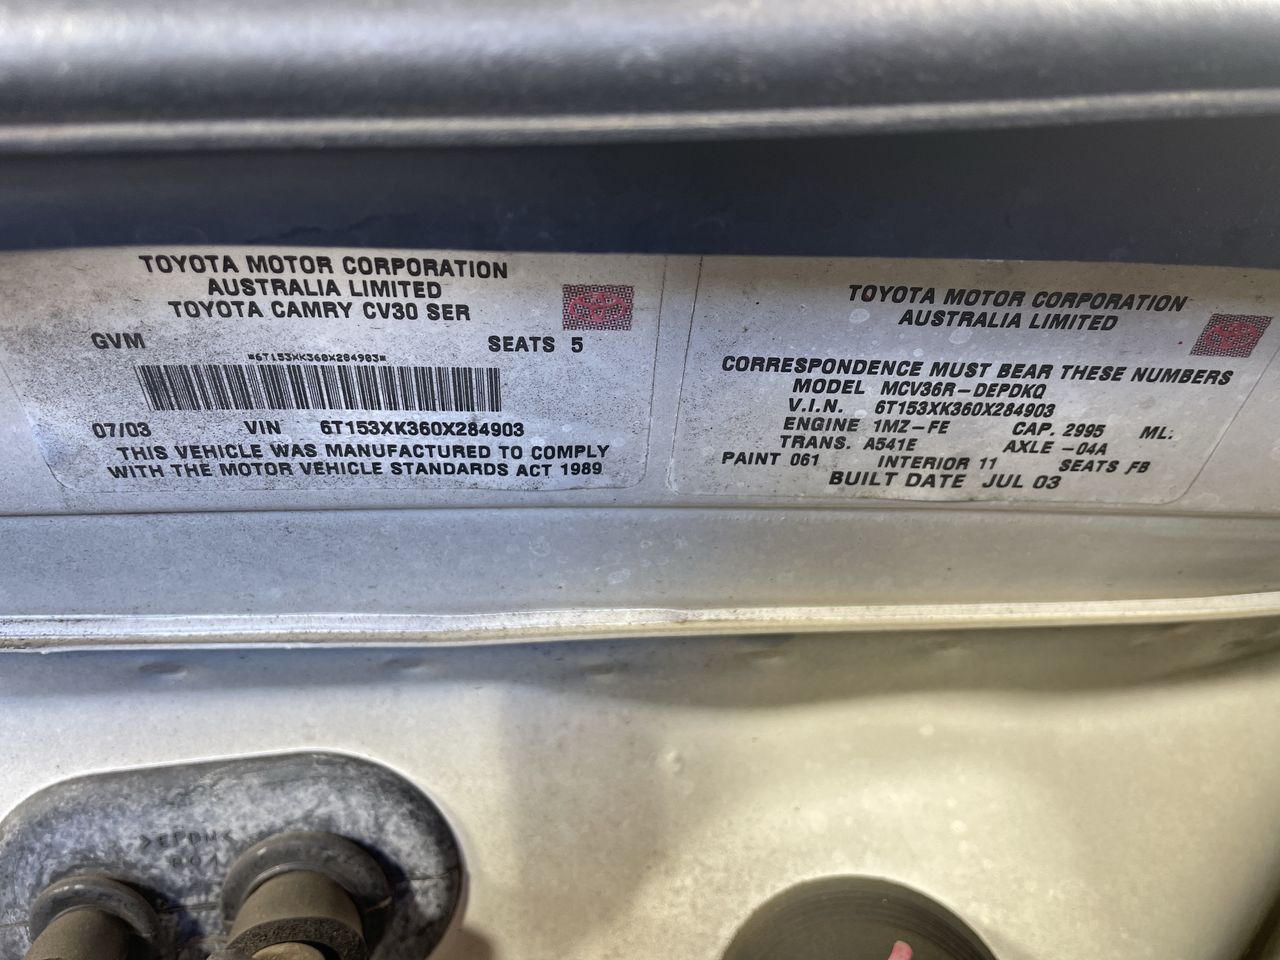 TOYOTA MOTOR CORPORATION
AUSTRALIA LIMITED
TOYOTA CAMRY CV30 SER
GVM SEATS 5
*6T153XK360X284903*
07/03 VIN 6T153XK360X284903
THIS VEHICLE WAS MANUFACTURED TO COMPLY
WITH THE MOTOR VEHICLE STANDARDS ACT 1989
TOYOTA MOTOR CORPORATION
AUSTRALIA LIMITED
CORRESPONDENCE MUST BEAR THESE NUMBERS
MODEL MCV36R-DEPDKQ
V.I.N. 6T153XK360X284903
ENGINE 1MZ-FE CAP. 2995 ML.
TRANS. A541E AXLE -04A
PAINT 061 INTERIOR 11 SEATS FB
BUILT DATE JUL 03
>EPDM<